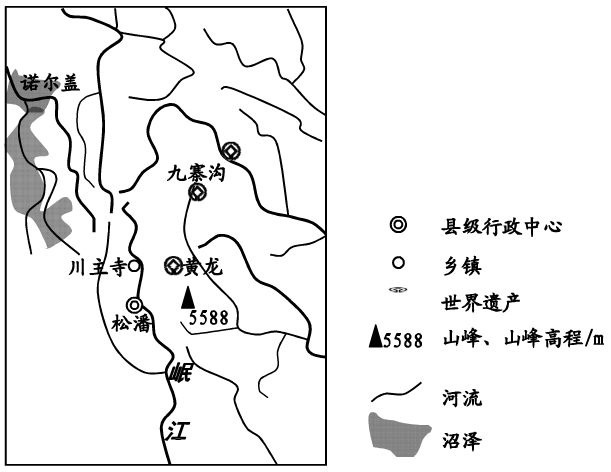 诺尔盖
九寨沟
川主寺
黄龙
松潘
5588
岷
江
县级行政中心
乡镇
世界遗产
5588 山峰、山峰高程/m
河流
沼泽